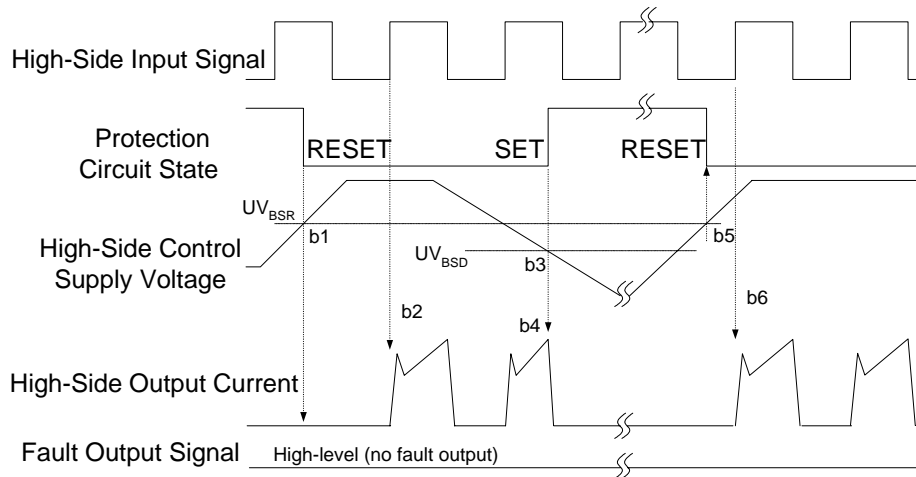 High-Side Input Signal
Protection
Circuit State
RESET
SET
RESET
UVBSR
b1
b5
High-Side Control
Supply Voltage
UVBSD
b3
b2
b4
b6
High-Side Output Current
Fault Output Signal
High-level (no fault output)